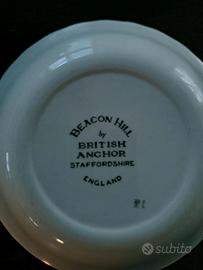 BEACON HILL
by
BRITISH
ANCHOR
STAFFORDSHIRE
ENGLAND
subito